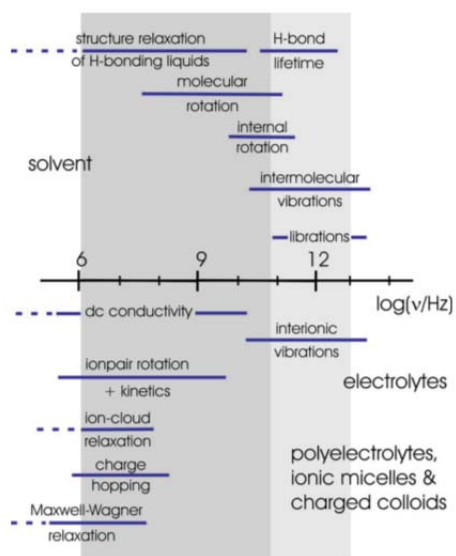 structure relaxation
of H-bonding liquids
H-bond
lifetime
molecular
rotation
internal
rotation
solvent
intermolecular
vibrations
librations
6 9 12
log(ν/Hz)
dc conductivity
interionic
vibrations
ionpair rotation
+ kinetics
electrolytes
ion-cloud
relaxation
polyelectrolytes,
ionic micelles &
charged colloids
charge
hopping
Maxwell-Wagner
relaxation